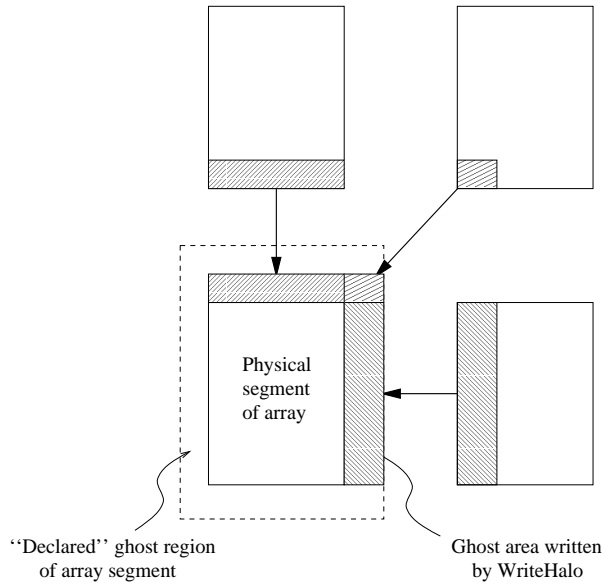 Physical
segment
of array
‘‘Declared’’ ghost region
of array segment
Ghost area written
by WriteHalo